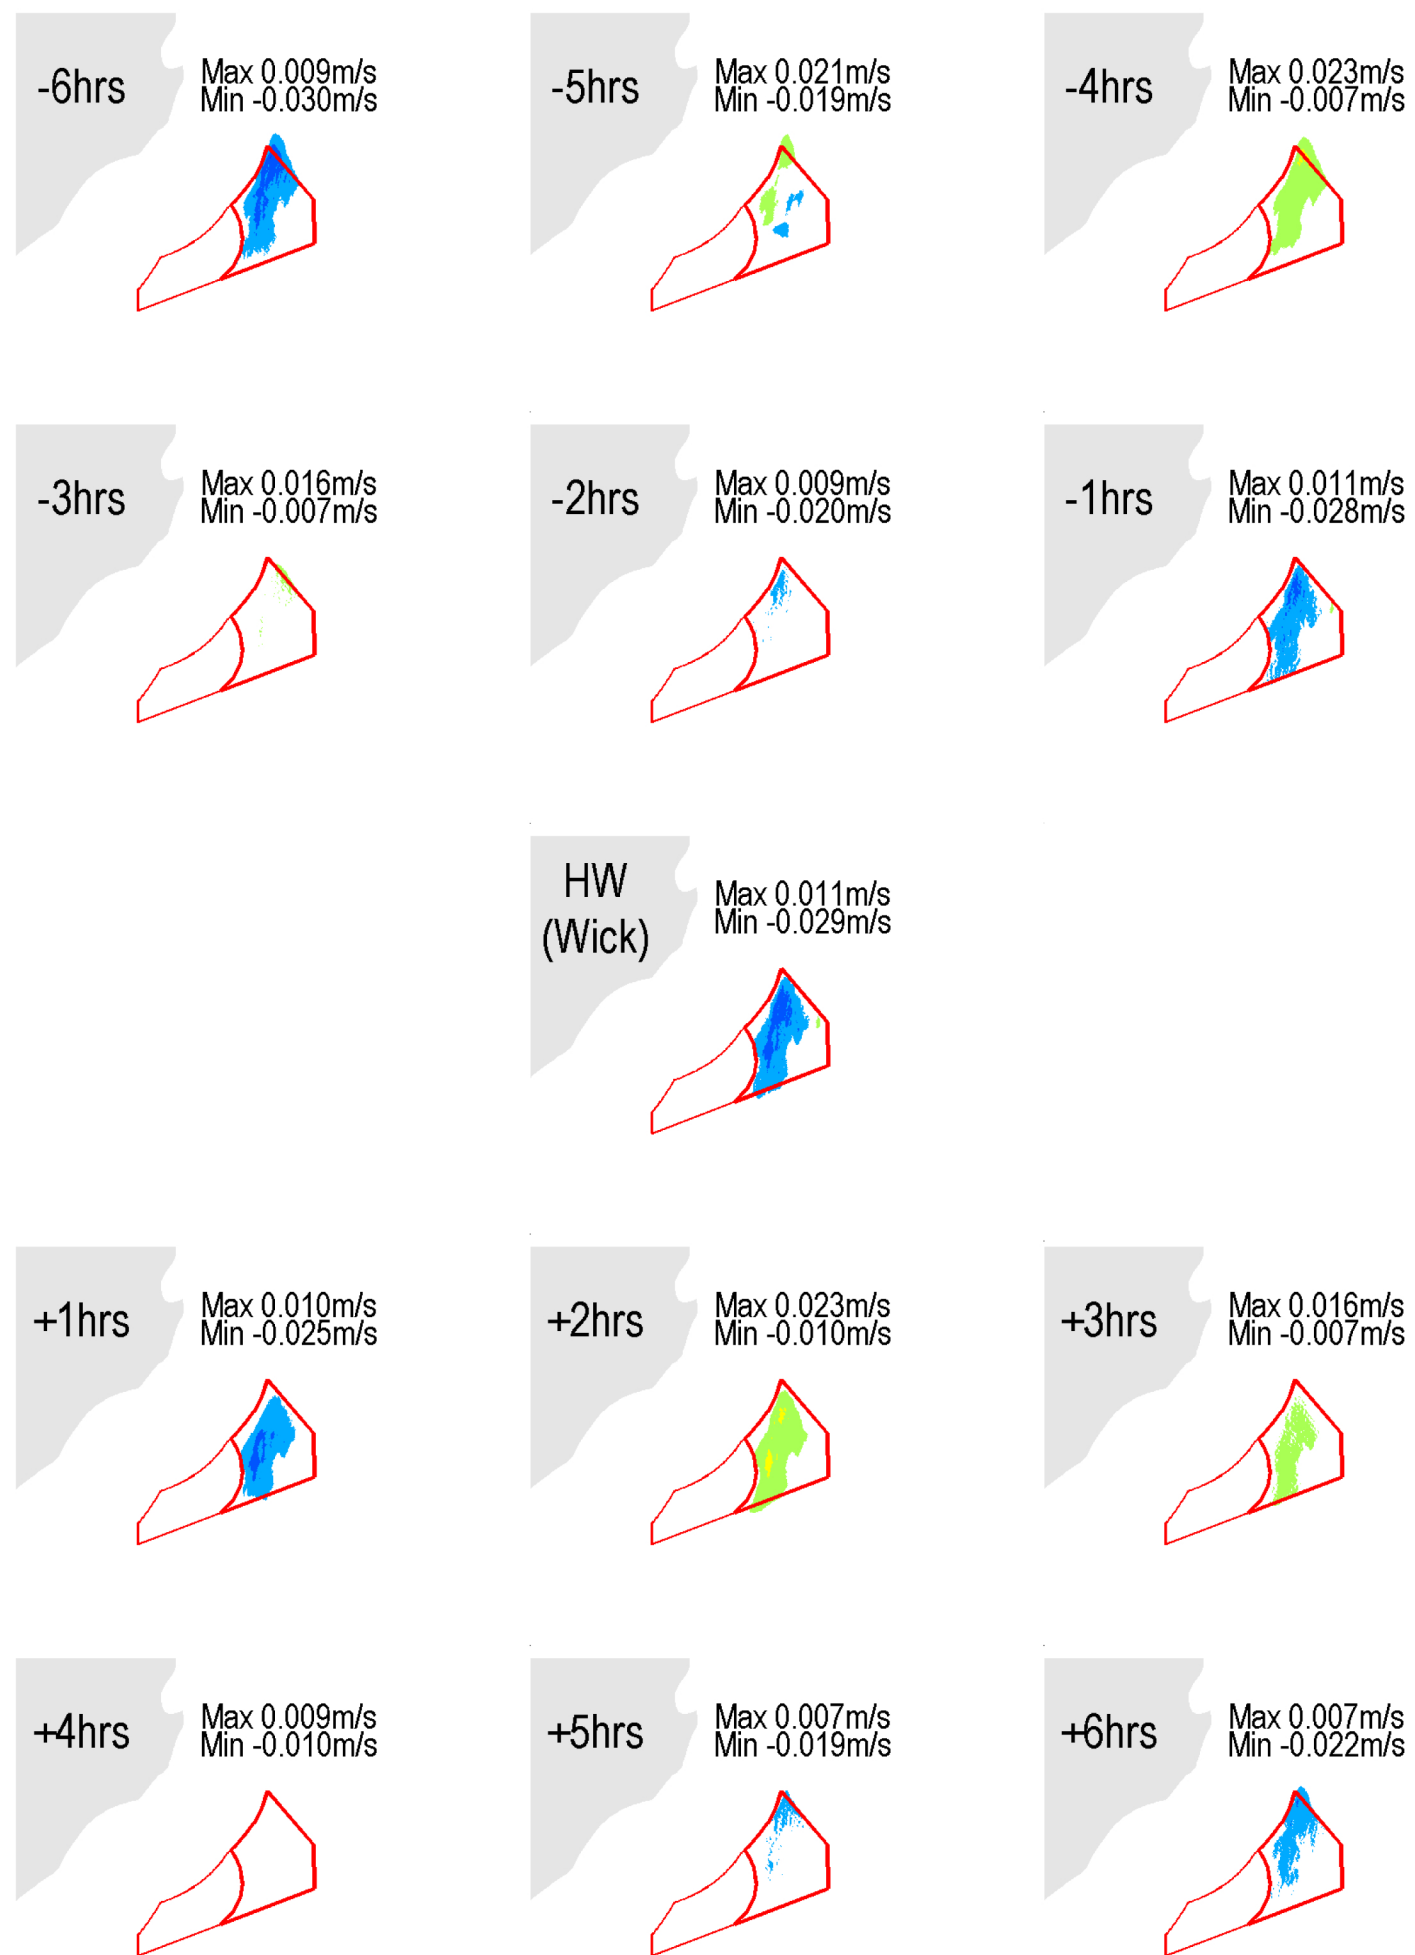 -6hrs
Max 0.009m/s
Min -0.030m/s
-5hrs
Max 0.021m/s
Min -0.019m/s
-4hrs
Max 0.023m/s
Min -0.007m/s
-3hrs
Max 0.016m/s
Min -0.007m/s
-2hrs
Max 0.009m/s
Min -0.020m/s
-1hrs
Max 0.011m/s
Min -0.028m/s
HW
(Wick)
Max 0.011m/s
Min -0.029m/s
+1hrs
Max 0.010m/s
Min -0.025m/s
+2hrs
Max 0.023m/s
Min -0.010m/s
+3hrs
Max 0.016m/s
Min -0.007m/s
+4hrs
Max 0.009m/s
Min -0.010m/s
+5hrs
Max 0.007m/s
Min -0.019m/s
+6hrs
Max 0.007m/s
Min -0.022m/s